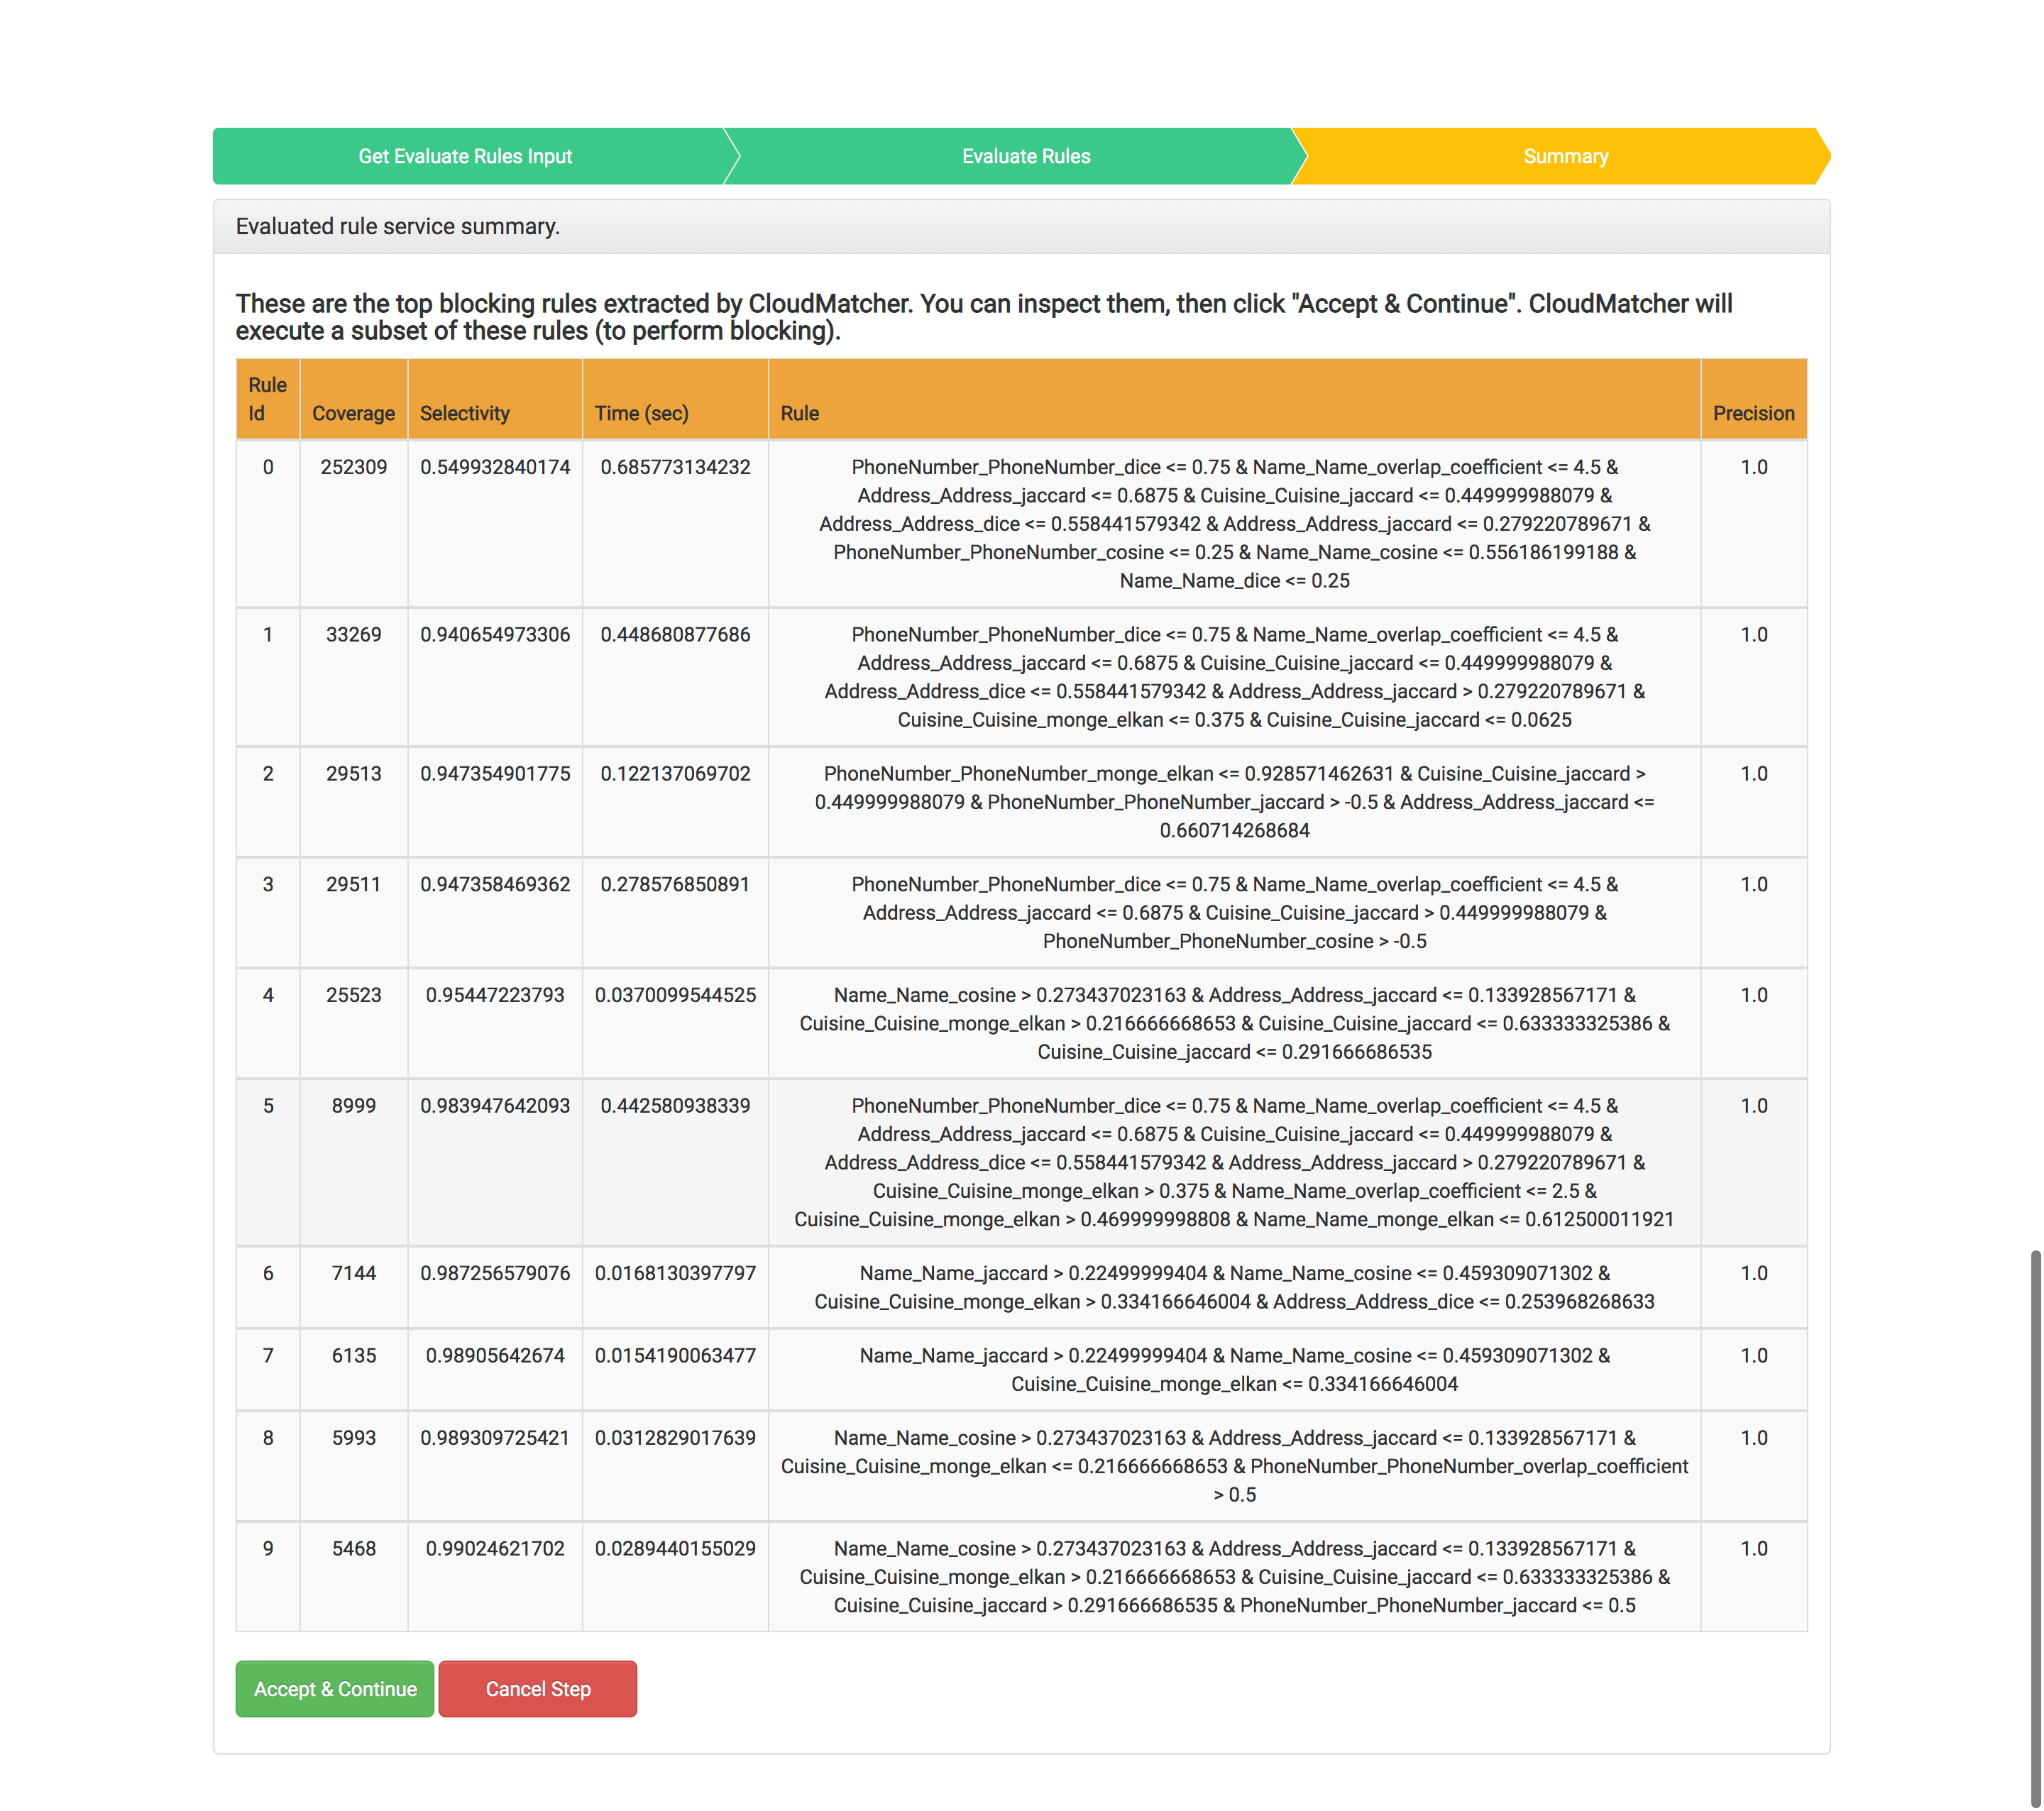 Get Evaluate Rules Input
Evaluate Rules
Summary
Evaluated rule service summary.
These are the top blocking rules extracted by CloudMatcher. You can inspect them, then click "Accept & Continue". CloudMatcher will
execute a subset of these rules (to perform blocking).
Rule
Id
Coverage
Selectivity
Time (sec)
Rule
Precision
0
252309
0.549932840174
0.685773134232
PhoneNumber_PhoneNumber_dice <= 0.75 & Name_Name_overlap_coefficient <= 4.5 &
Address_Address_jaccard <= 0.6875 & Cuisine_Cuisine_jaccard <= 0.449999988079 &
Address_Address_dice <= 0.558441579342 & Address_Address_jaccard <= 0.279220789671 &
PhoneNumber_PhoneNumber_cosine <= 0.25 & Name_Name_cosine <= 0.556186199188 &
Name_Name_dice <= 0.25
1.0
1
33269
0.940654973306
0.448680877686
PhoneNumber_PhoneNumber_dice <= 0.75 & Name_Name_overlap_coefficient <= 4.5 &
Address_Address_jaccard <= 0.6875 & Cuisine_Cuisine_jaccard <= 0.449999988079 &
Address_Address_dice <= 0.558441579342 & Address_Address_jaccard > 0.279220789671 &
Cuisine_Cuisine_monge_elkan <= 0.375 & Cuisine_Cuisine_jaccard <= 0.0625
1.0
2
29513
0.947354901775
0.122137069702
PhoneNumber_PhoneNumber_monge_elkan <= 0.928571462631 & Cuisine_Cuisine_jaccard >
0.449999988079 & PhoneNumber_PhoneNumber_jaccard > -0.5 & Address_Address_jaccard <=
0.660714268684
1.0
3
29511
0.947358469362
0.278576850891
PhoneNumber_PhoneNumber_dice <= 0.75 & Name_Name_overlap_coefficient <= 4.5 &
Address_Address_jaccard <= 0.6875 & Cuisine_Cuisine_jaccard > 0.449999988079 &
PhoneNumber_PhoneNumber_cosine > -0.5
1.0
4
25523
0.95447223793
0.0370099544525
Name_Name_cosine > 0.273437023163 & Address_Address_jaccard <= 0.133928567171 &
Cuisine_Cuisine_monge_elkan > 0.216666668653 & Cuisine_Cuisine_jaccard <= 0.633333325386 &
Cuisine_Cuisine_jaccard <= 0.291666686535
1.0
5
8999
0.983947642093
0.442580938339
PhoneNumber_PhoneNumber_dice <= 0.75 & Name_Name_overlap_coefficient <= 4.5 &
Address_Address_jaccard <= 0.6875 & Cuisine_Cuisine_jaccard <= 0.449999988079 &
Address_Address_dice <= 0.558441579342 & Address_Address_jaccard > 0.279220789671 &
Cuisine_Cuisine_monge_elkan > 0.375 & Name_Name_overlap_coefficient <= 2.5 &
Cuisine_Cuisine_monge_elkan > 0.469999998808 & Name_Name_monge_elkan <= 0.612500011921
1.0
6
7144
0.987256579076
0.0168130397797
Name_Name_jaccard > 0.22499999404 & Name_Name_cosine <= 0.459309071302 &
Cuisine_Cuisine_monge_elkan > 0.334166646004 & Address_Address_dice <= 0.253968268633
1.0
7
6135
0.98905642674
0.0154190063477
Name_Name_jaccard > 0.22499999404 & Name_Name_cosine <= 0.459309071302 &
Cuisine_Cuisine_monge_elkan <= 0.334166646004
1.0
8
5993
0.989309725421
0.0312829017639
Name_Name_cosine > 0.273437023163 & Address_Address_jaccard <= 0.133928567171 &
Cuisine_Cuisine_monge_elkan <= 0.216666668653 & PhoneNumber_PhoneNumber_overlap_coefficient
> 0.5
1.0
9
5468
0.99024621702
0.0289440155029
Name_Name_cosine > 0.273437023163 & Address_Address_jaccard <= 0.133928567171 &
Cuisine_Cuisine_monge_elkan > 0.216666668653 & Cuisine_Cuisine_jaccard <= 0.633333325386 &
Cuisine_Cuisine_jaccard > 0.291666686535 & PhoneNumber_PhoneNumber_jaccard <= 0.5
1.0
Accept & Continue
Cancel Step